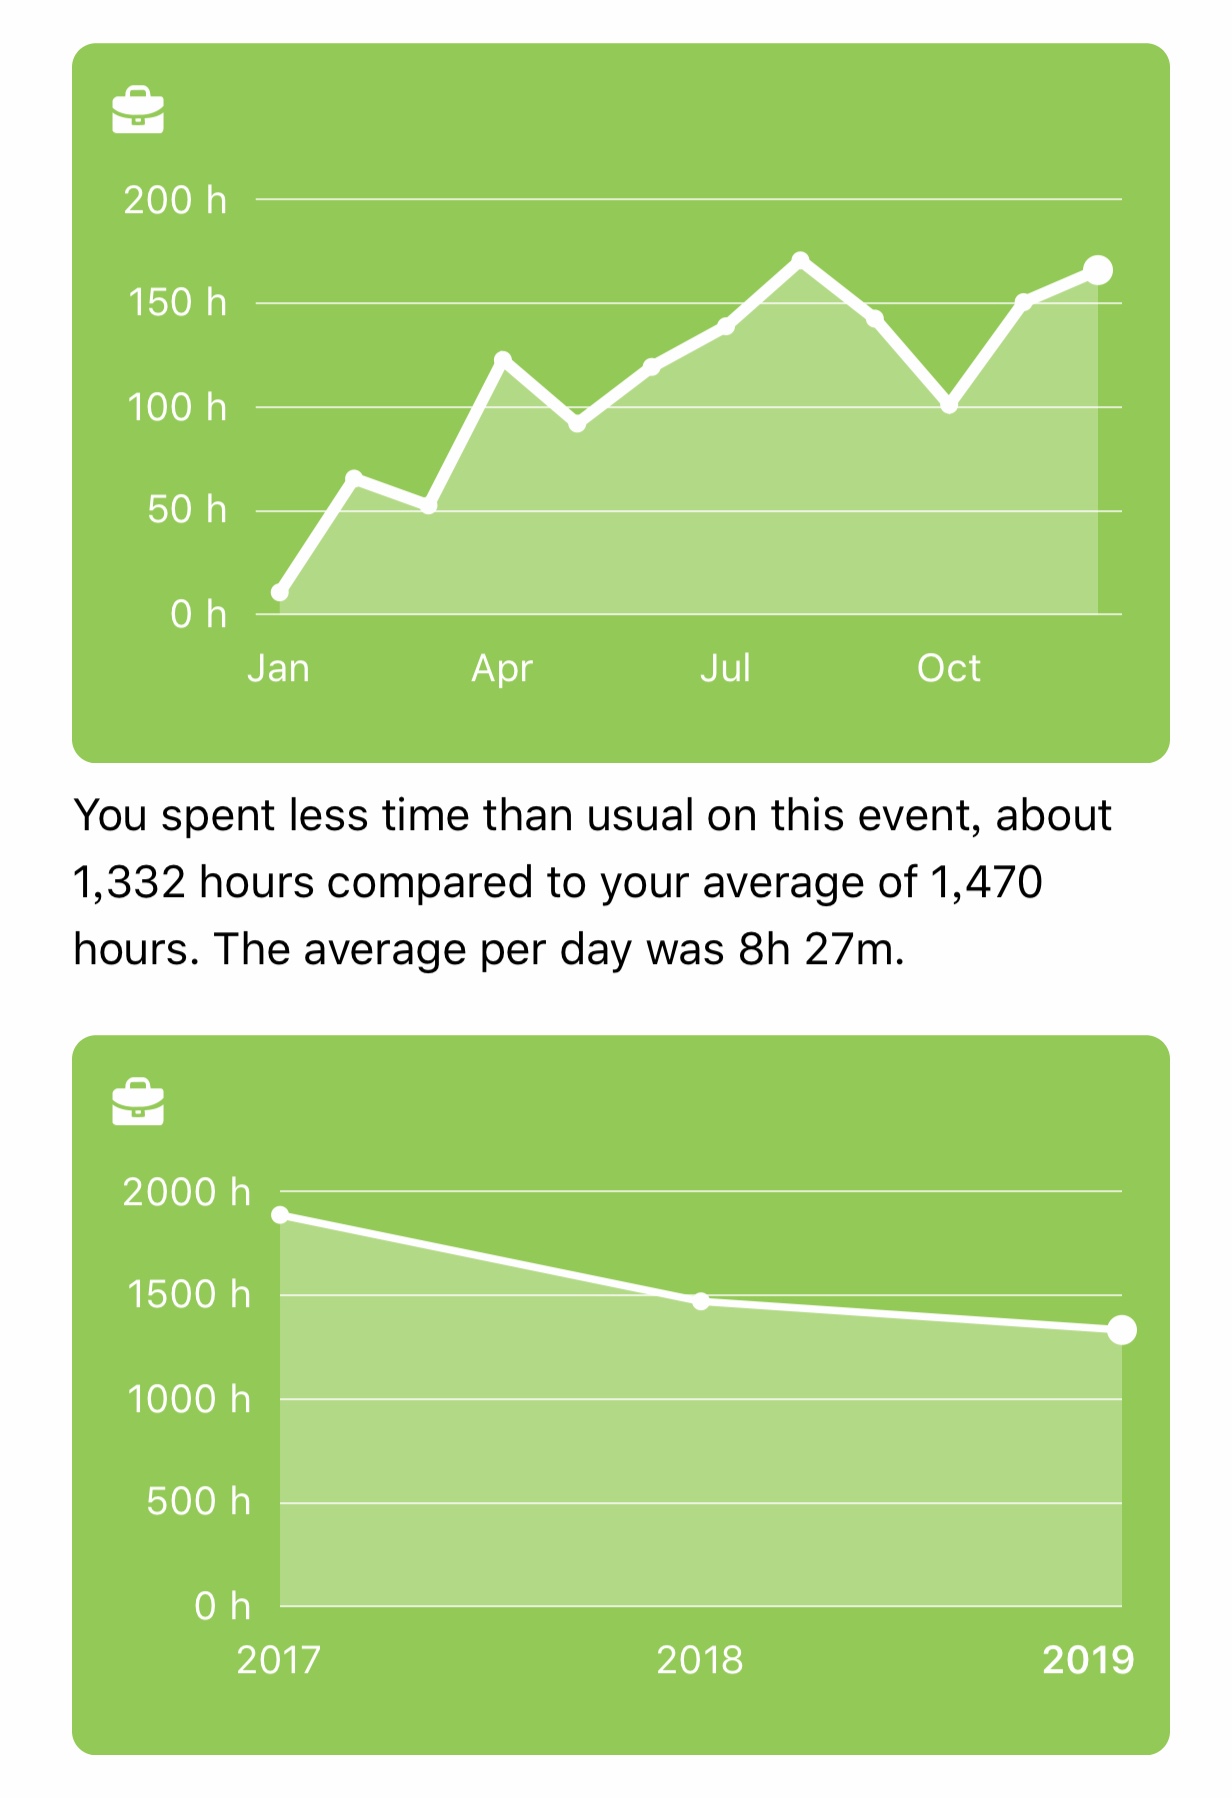 200 h
150 h
100 h
50 h
0 h
Jan Apr Jul Oct
You spent less time than usual on this event, about
1,332 hours compared to your average of 1,470
hours. The average per day was 8h 27m.
2000 h
1500 h
1000 h
500 h
0 h
2017 2018 2019